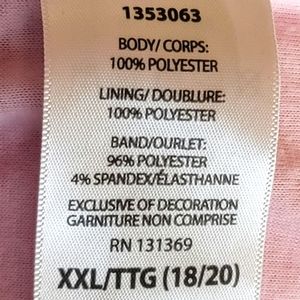 1353063
BODY/ CORPS:
100% POLYESTER
LINING/ DOUBLURE:
100% POLYESTER
BAND/OURLET:
96% POLYESTER
4% SPANDEX/ÉLASTHANNE
EXCLUSIVE OF DECORATION
GARNITURE NON COMPRISE
RN 131369
XXL/TTG (18/20)